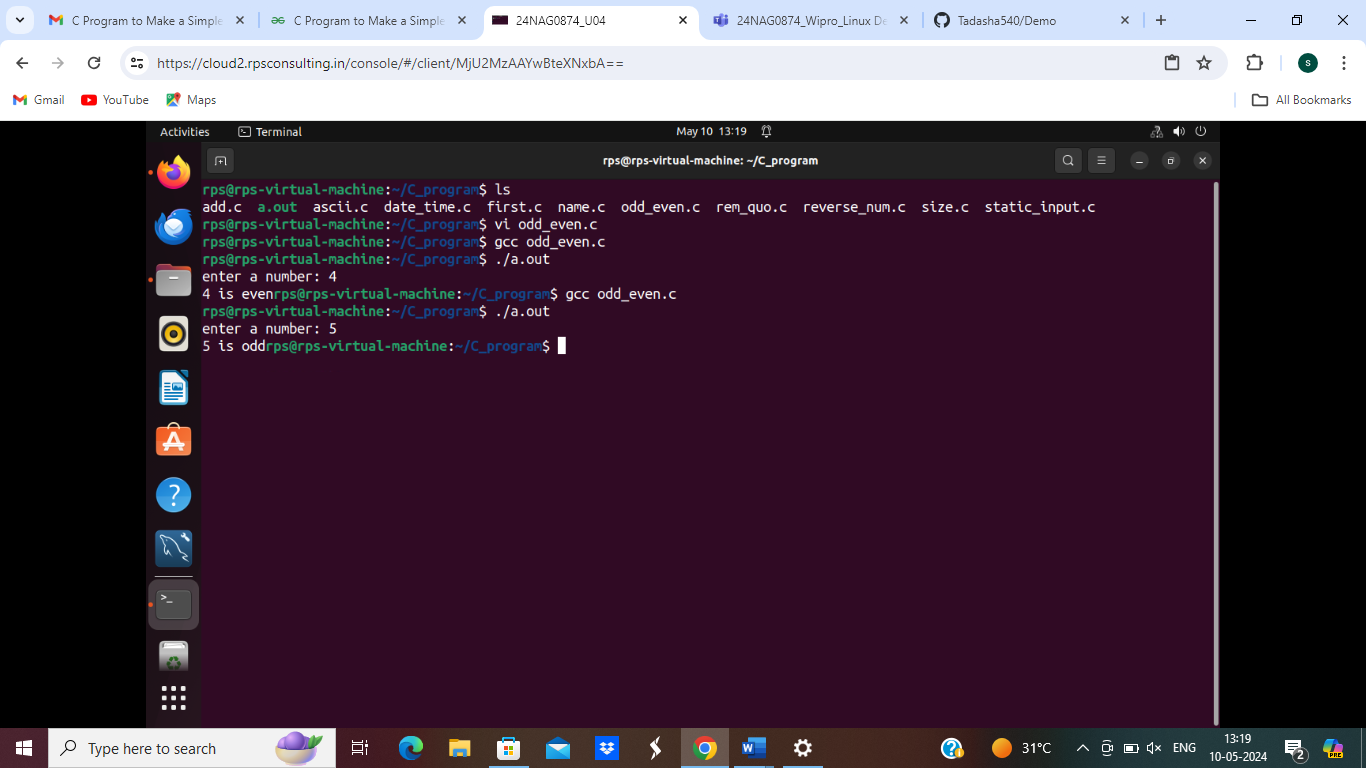 C Program to Make a Simple
C Program to Make a Simple
24NAG0874_U04
24NAG0874_Wipro_Linux De
Tadasha540/Demo
https://cloud2.rpsconsulting.in/console/#/client/MjU2MzAAYwBteXNxbA==
S
Gmail
YouTube
Maps
All Bookmarks
Activities
Terminal
May 10 13:19
rps@rps-virtual-machine: ~/C_program
rps@rps-virtual-machine:~/C_program$ ls
add.c a.out ascii.c date_time.c first.c name.c odd_even.c rem_quo.c reverse_num.c size.c static_input.c
rps@rps-virtual-machine:~/C_program$ vi odd_even.c
rps@rps-virtual-machine:~/C_program$ gcc odd_even.c
rps@rps-virtual-machine:~/C_program$ ./a.out
enter a number: 4
4 is evenrps@rps-virtual-machine:~/C_program$ gcc odd_even.c
rps@rps-virtual-machine:~/C_program$ ./a.out
enter a number: 5
5 is oddrps@rps-virtual-machine:~/C_program$
Type here to search
31°C
ENG
13:19
10-05-2024
2
PRE